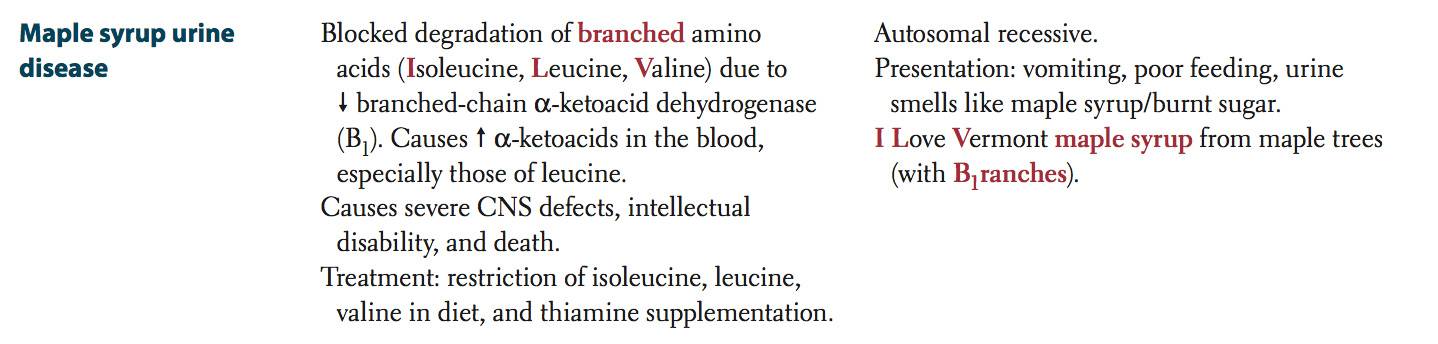 Maple syrup urine
disease
Blocked degradation of branched amino
acids (Isoleucine, Leucine, Valine) due to
↓ branched-chain α-ketoacid dehydrogenase
(B₁). Causes ↑ α-ketoacids in the blood,
especially those of leucine.
Causes severe CNS defects, intellectual
disability, and death.
Treatment: restriction of isoleucine, leucine,
valine in diet, and thiamine supplementation.
Autosomal recessive.
Presentation: vomiting, poor feeding, urine
smells like maple syrup/burnt sugar.
I Love Vermont maple syrup from maple trees
(with B₁ranches).